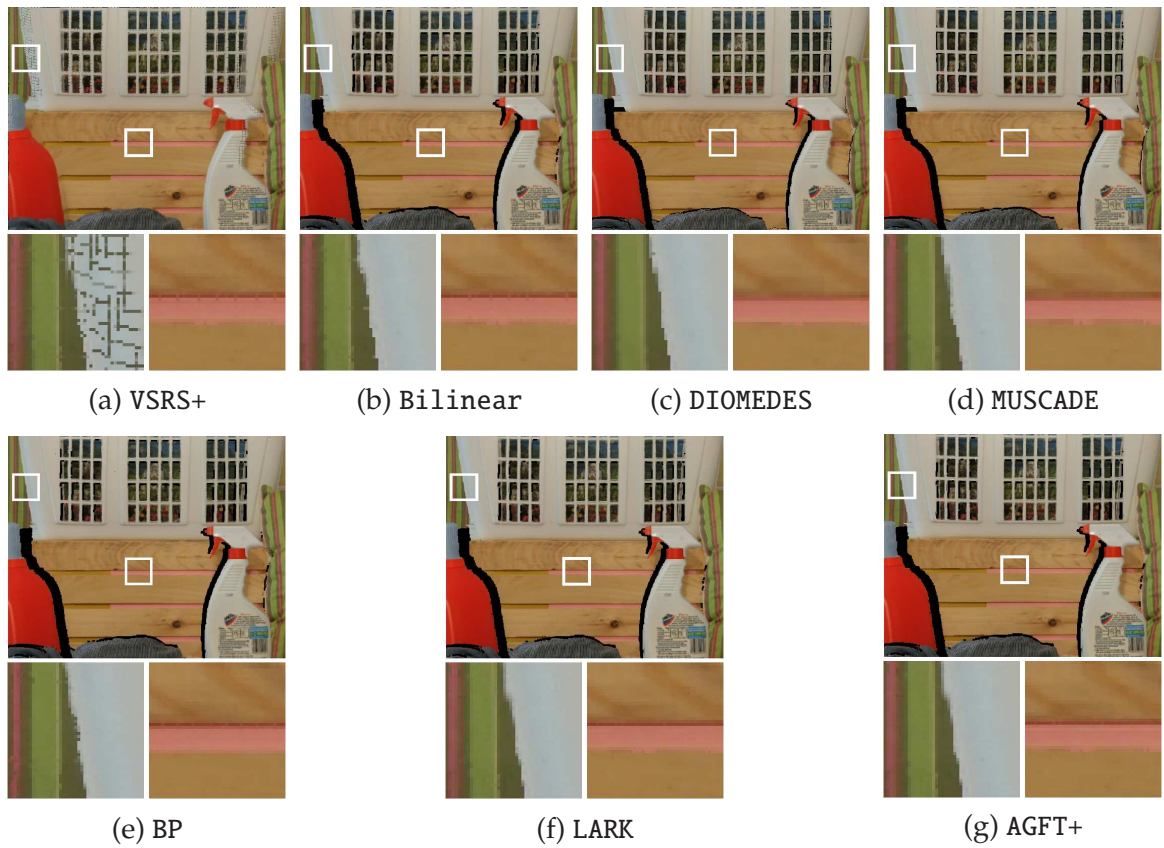 (a) VSRS+
(b) Bilinear
(c) DIOMEDES
(d) MUSCADE
(e) BP
(f) LARK
(g) AGFT+